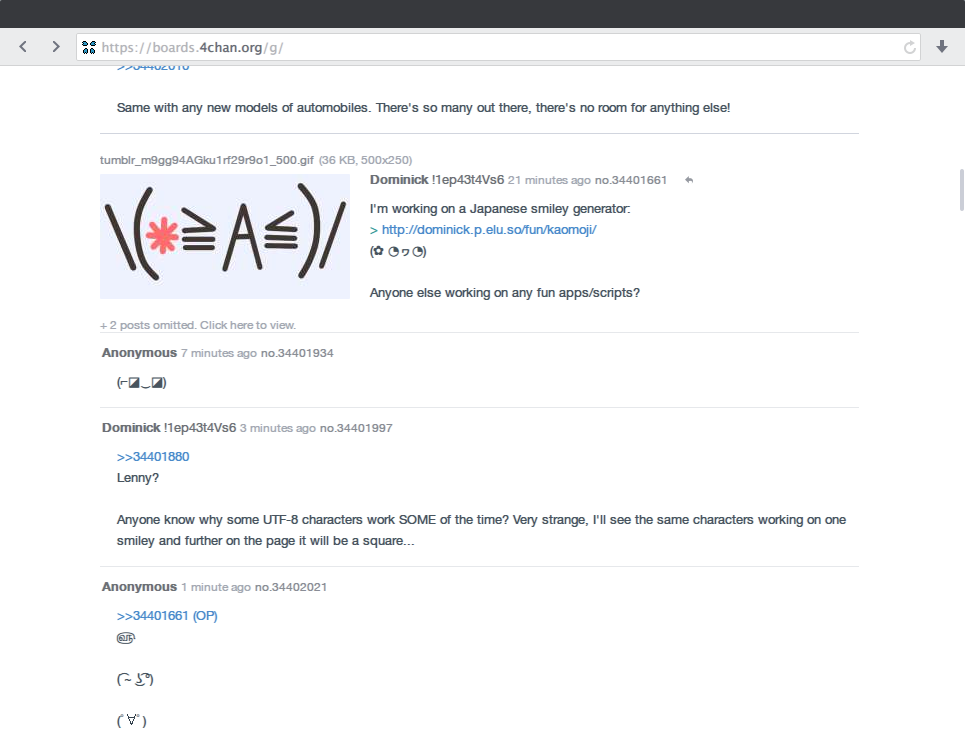 https://boards.4chan.org/g/
>>34402010
Same with any new models of automobiles. There's so many out there, there's no room for anything else!
tumblr_m9gg94AGku1rf29r9o1_500.gif (36 KB, 500x250)
\(*≧A≦)/
Dominick !1ep43t4Vs6 21 minutes ago no.34401661
I'm working on a Japanese smiley generator:
> http://dominick.p.elu.so/fun/kaomoji/
(✿ ◔ヮ◔)
Anyone else working on any fun apps/scripts?
+ 2 posts omitted. Click here to view.
Anonymous 7 minutes ago no.34401934
(⌐◪‿◪)
Dominick !1ep43t4Vs6 3 minutes ago no.34401997
>>34401880
Lenny?
Anyone know why some UTF-8 characters work SOME of the time? Very strange, I'll see the same characters working on one
smiley and further on the page it will be a square...
Anonymous 1 minute ago no.34402021
>>34401661 (OP)
( ͡~ ͜ʖ ͡°)
(ﾟ∀ﾟ)